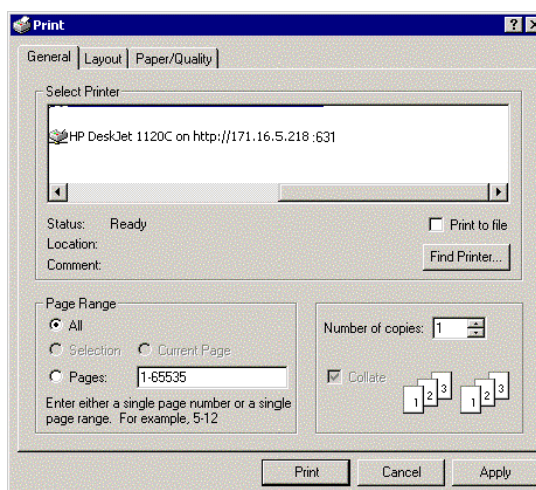 Print
General Layout Paper/Quality
Select Printer
HP DeskJet 1120C on http://171.16.5.218 :631
Status: Ready
Print to file
Location:
Comment:
Find Printer...
Page Range
All
Number of copies: 1
Selection Current Page
Pages: 1-65535
Collate
1 2 3 1 2 3
Enter either a single page number or a single
page range. For example, 5-12
Print Cancel Apply